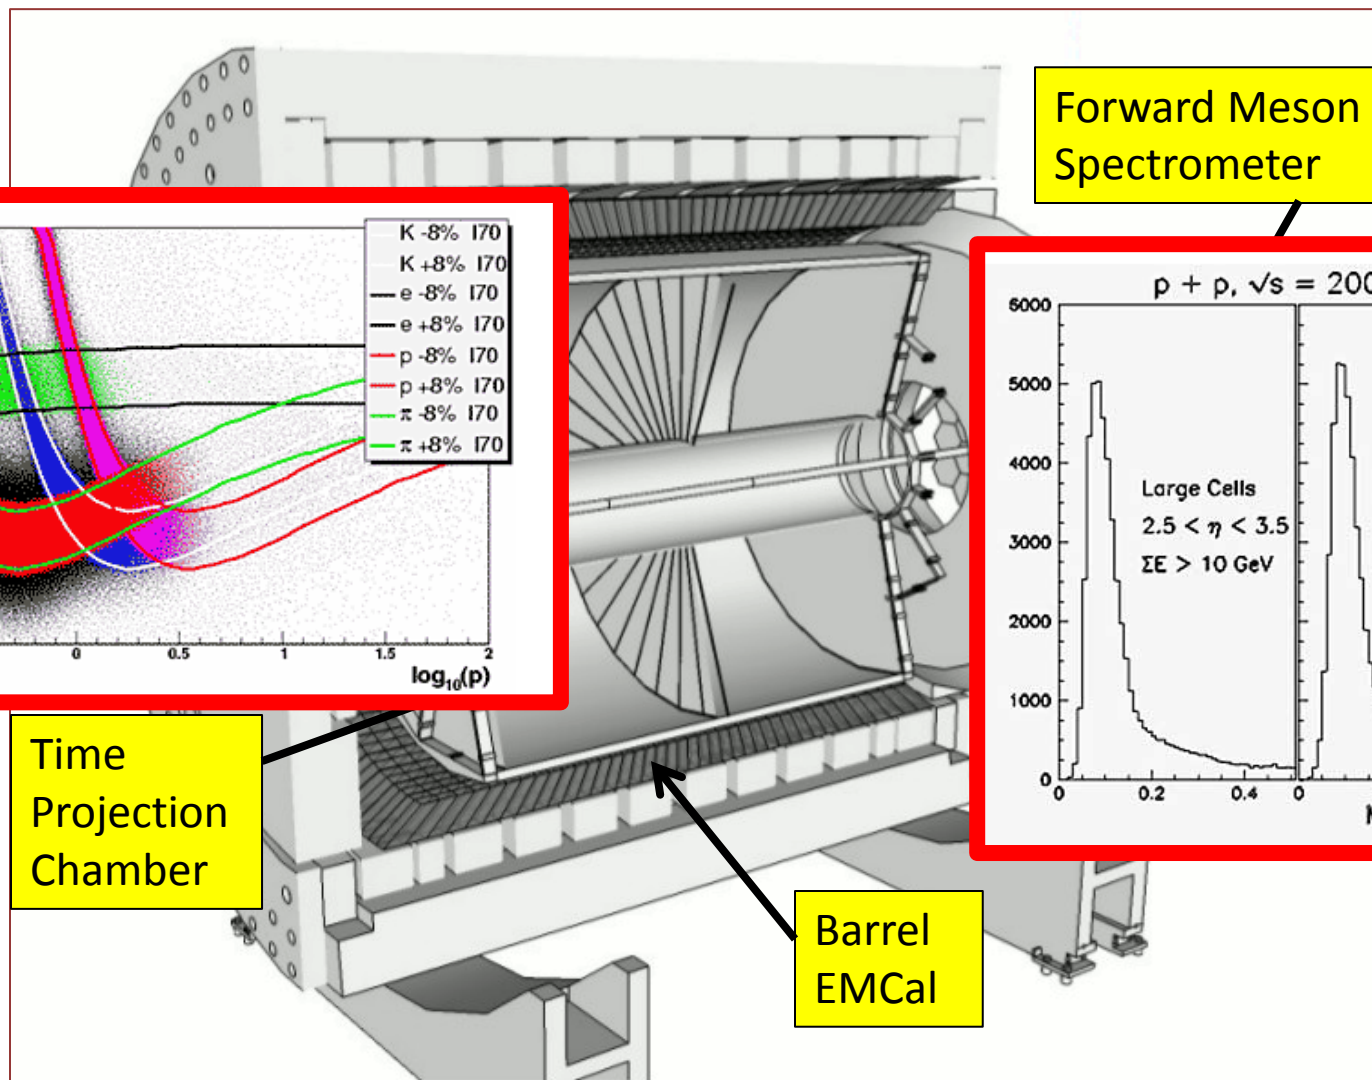 Forward Meson
Spectrometer
K -8% I70
K +8% I70
e -8% I70
e +8% I70
p -8% I70
p +8% I70
π -8% I70
π +8% I70
0 0.5 1 1.5 2
log₁₀(p)
p + p, √s = 200
6000
5000
4000
3000
2000
1000
0
Large Cells
2.5 < η < 3.5
ΣE > 10 GeV
0 0.2 0.4 0
Time
Projection
Chamber
Barrel
EMCal